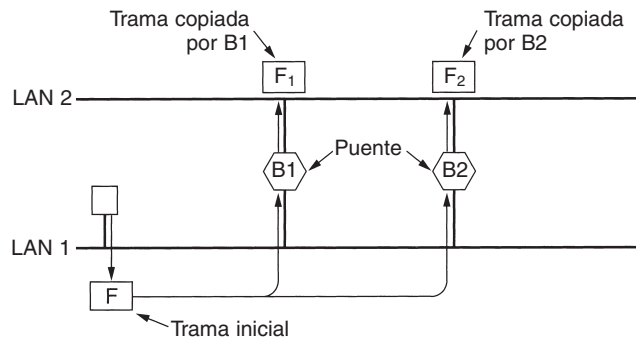 Trama copiada
por B1
Trama copiada
por B2
F1
F2
LAN 2
Puente
B1
B2
LAN 1
F
Trama inicial